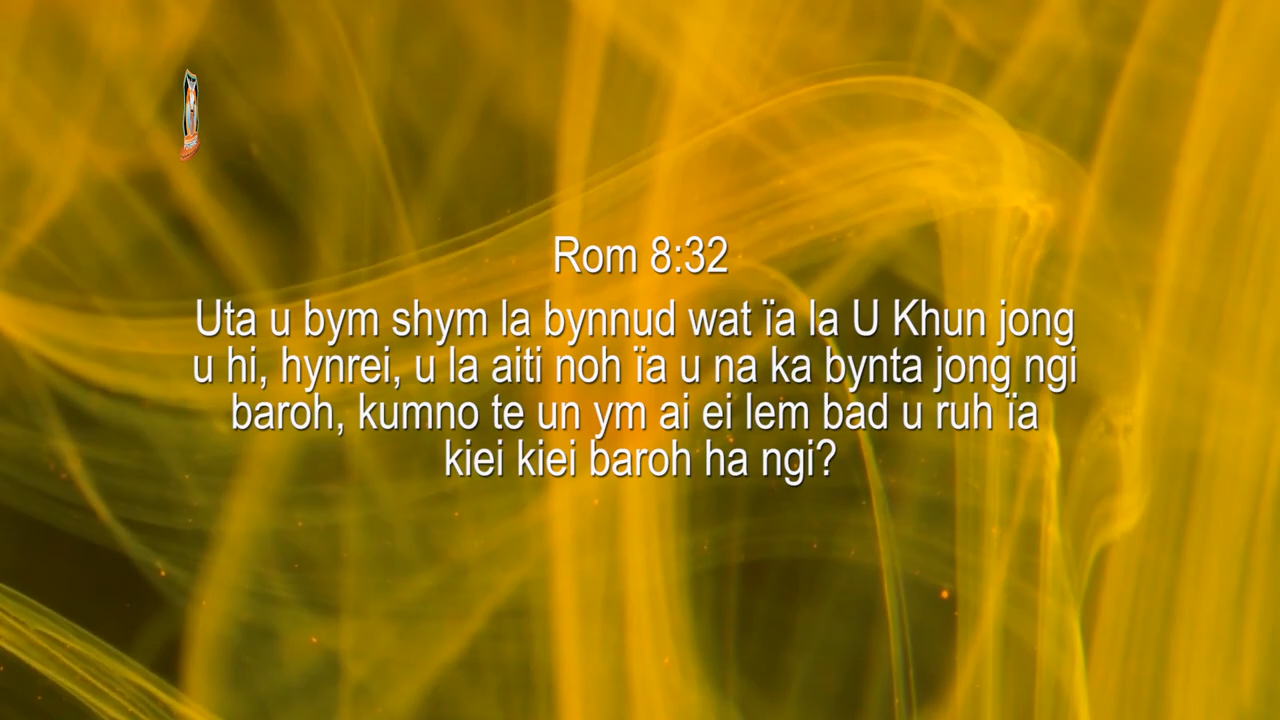 Rom 8:32
Uta u bym shym la bynnud wat ïa la U Khun jong
u hi, hynrei, u la aiti noh ïa u na ka bynta jong ngi
baroh, kumno te un ym ai ei lem bad u ruh ïa
kiei kiei baroh ha ngi?